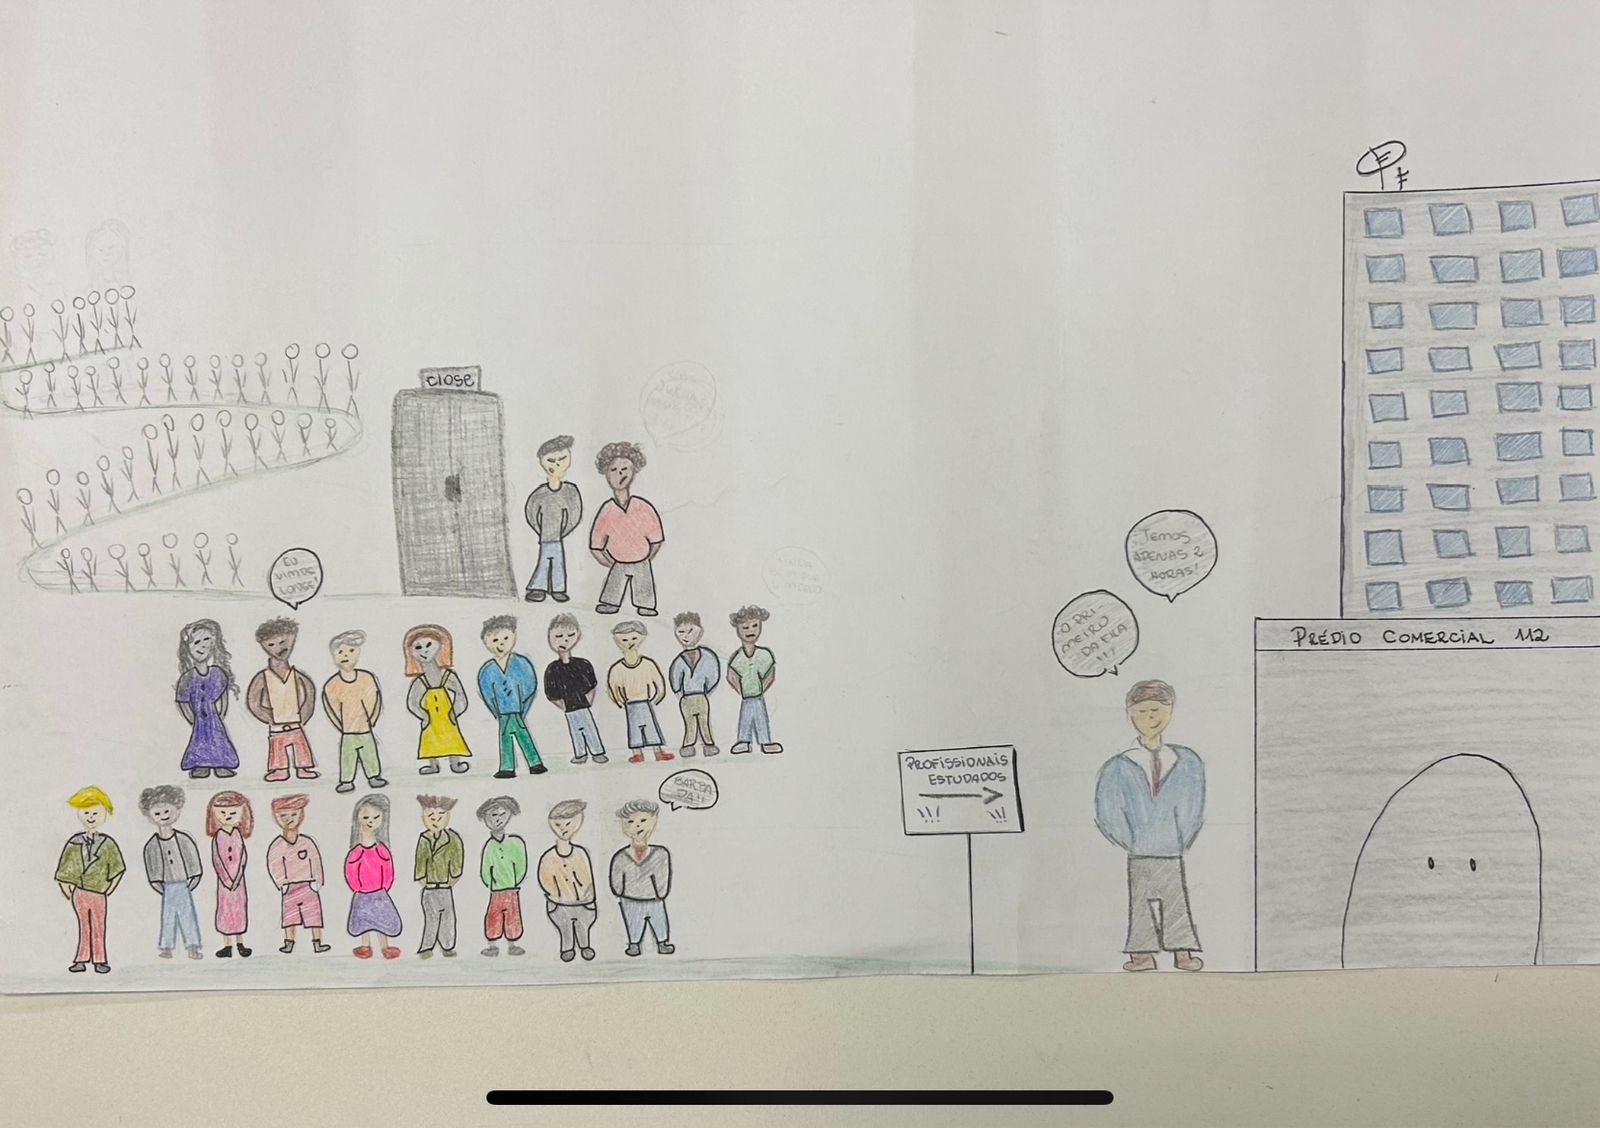 close
EU
VIM DE
LONGE!
BARBA
DA!!
PROFISSIONAIS
ESTUDADOS
!!! !!!
O PRI-
MEIRO
DA FILA
!!!
TEMOS
APENAS 2
HORAS!
PRÉDIO COMERCIAL 112